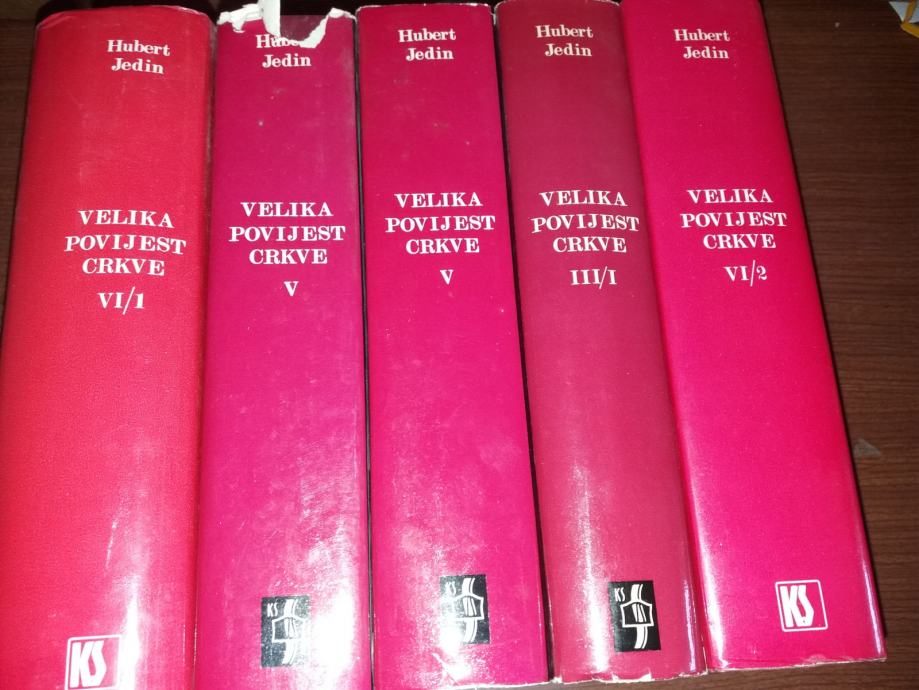 Hubert
Jedin
VELIKA
POVIJEST
CRKVE
VI/1
KS
Jedin
VELIKA
POVIJEST
CRKVE
V
KS
Hubert
Jedin
VELIKA
POVIJEST
CRKVE
V
KS
Hubert
Jedin
VELIKA
POVIJEST
CRKVE
III/I
KS
Hubert
Jedin
VELIKA
POVIJEST
CRKVE
VI/2
KS